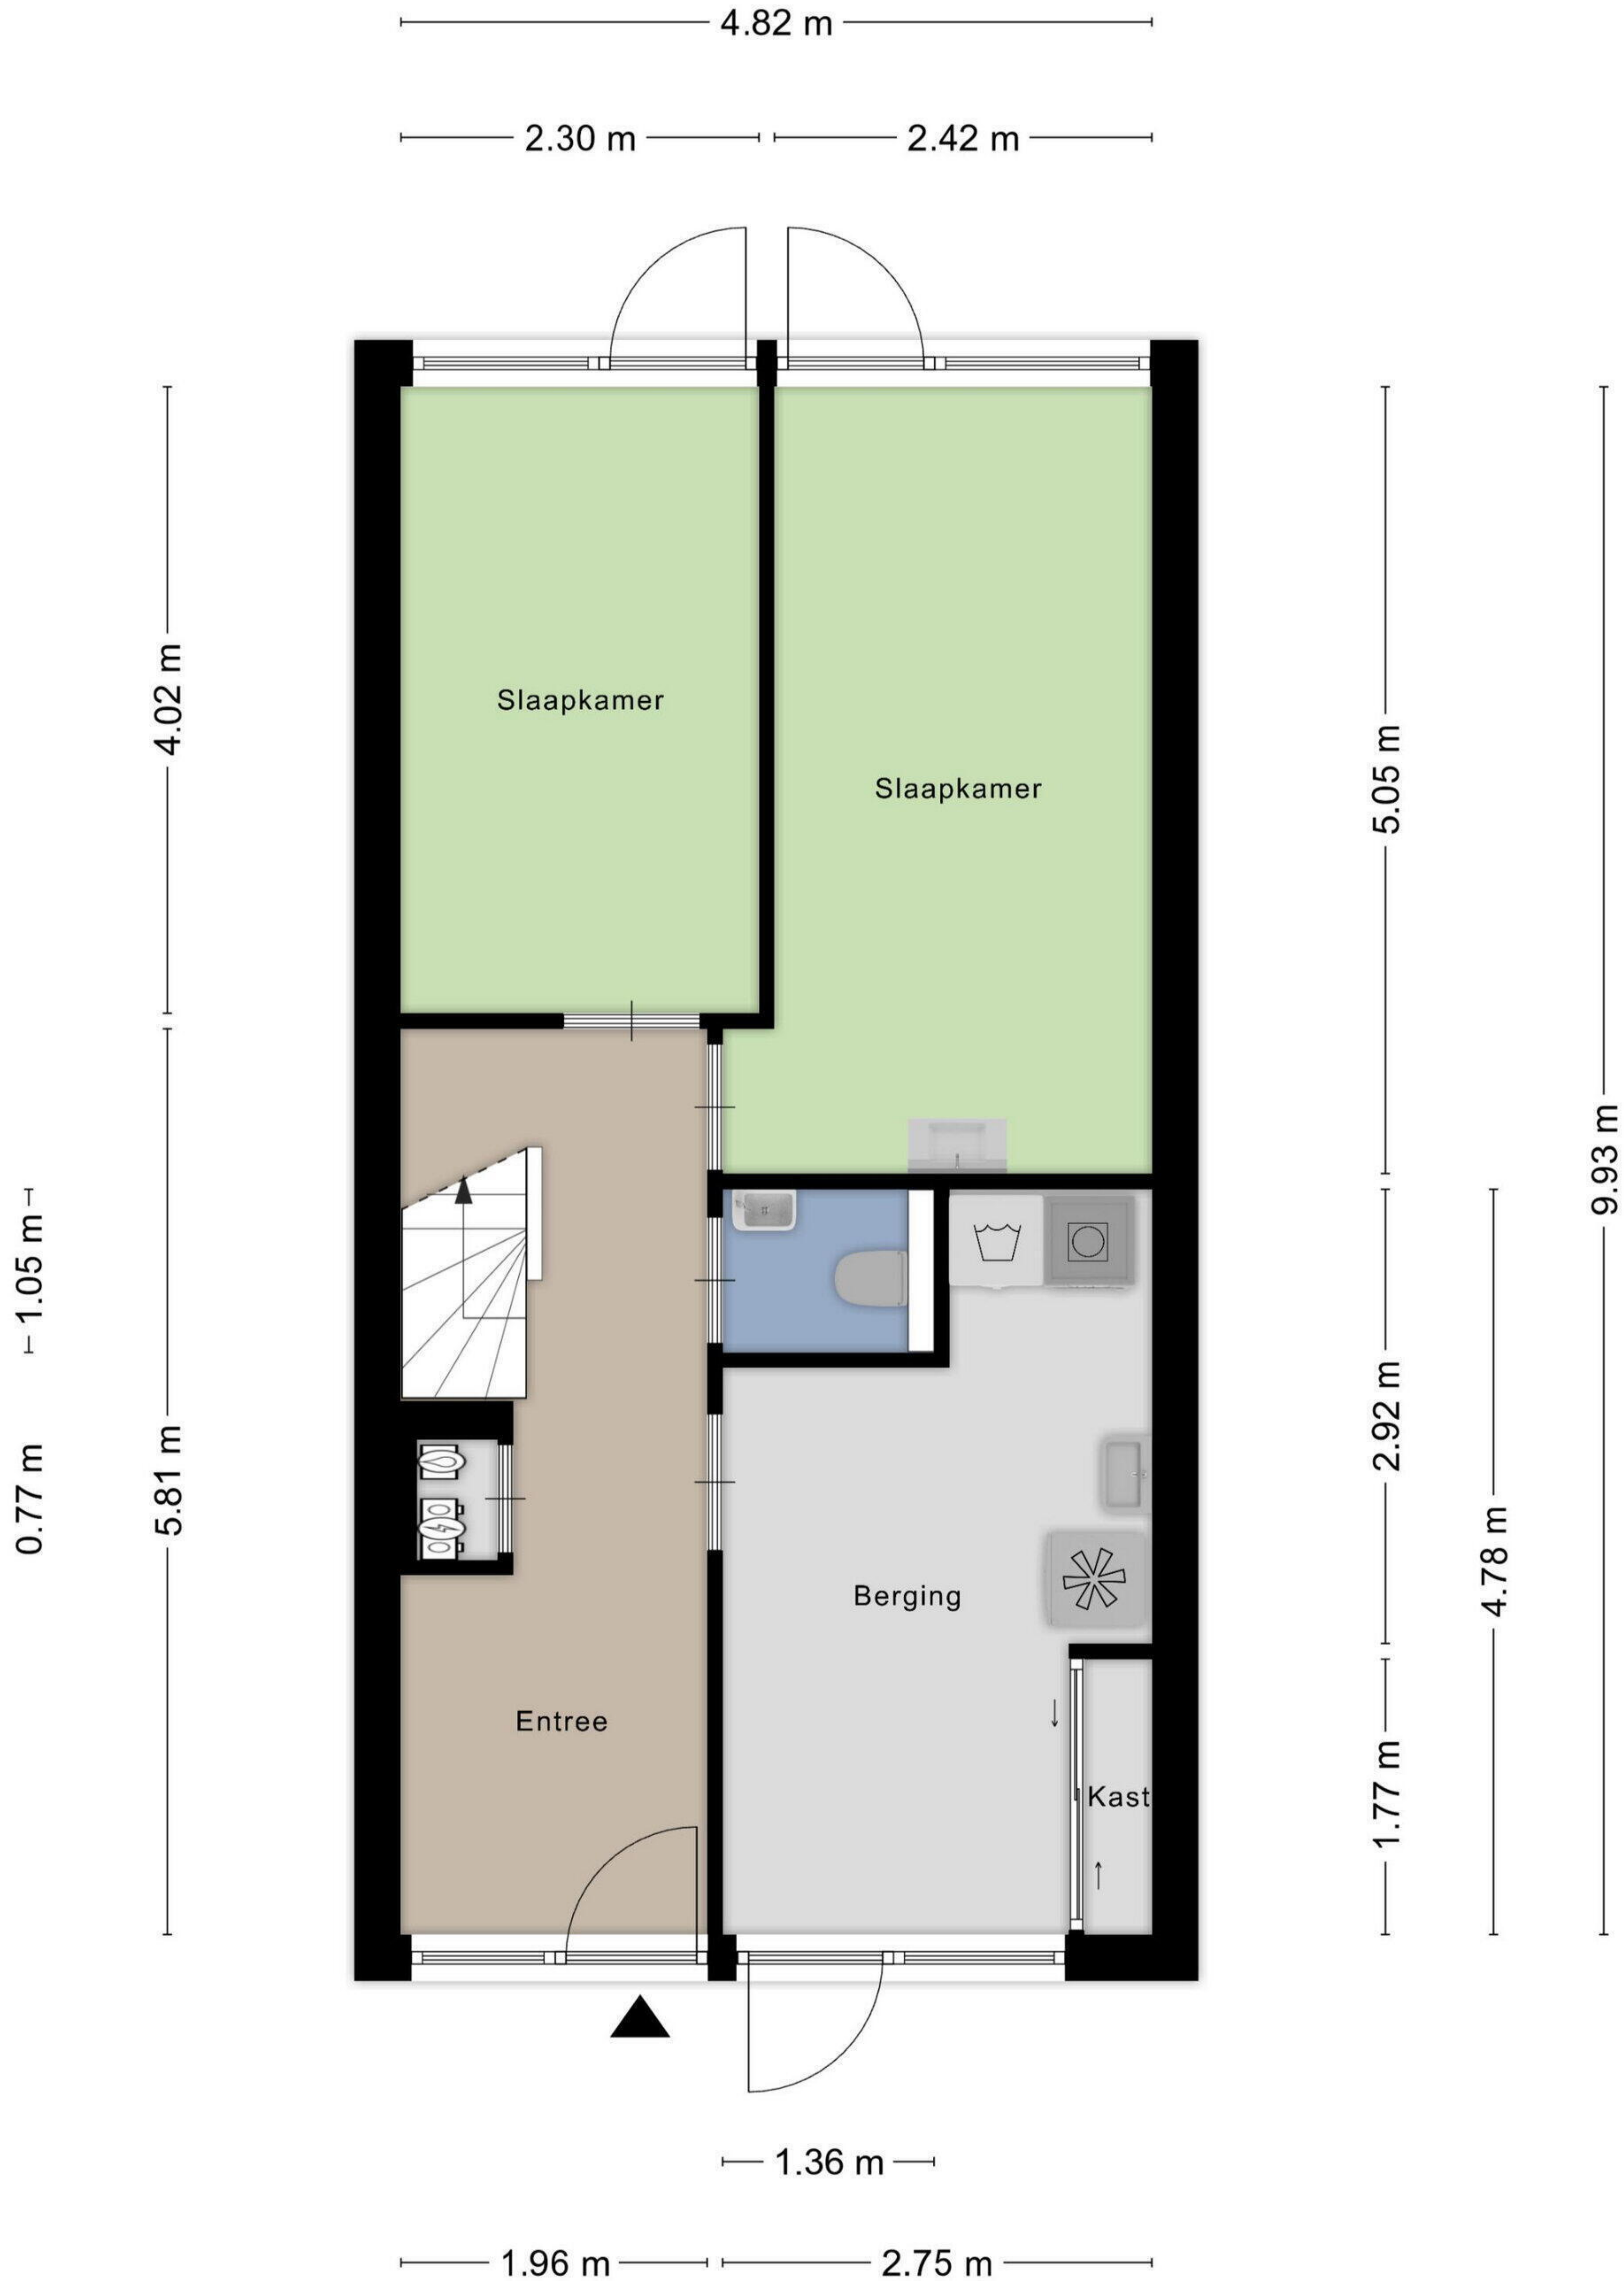 4.82 m
2.30 m
2.42 m
4.02 m
Slaapkamer
Slaapkamer
5.05 m
9.93 m
1.05 m
2.92 m
0.77 m
5.81 m
4.78 m
Berging
Entree
Kast
1.77 m
1.36 m
1.96 m
2.75 m